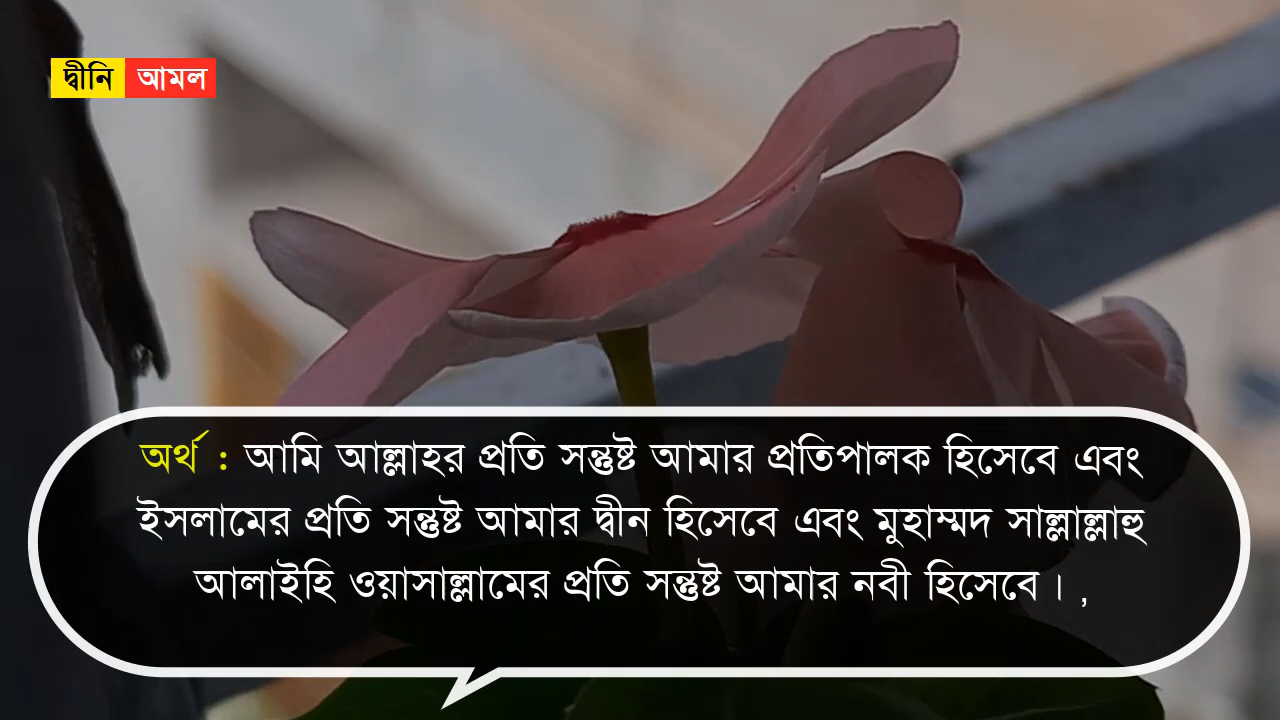 দ্বীনি আমল
অর্থ : আমি আল্লাহর প্রতি সন্তুষ্ট আমার প্রতিপালক হিসেবে এবং
ইসলামের প্রতি সন্তুষ্ট আমার দ্বীন হিসেবে এবং মুহাম্মদ সাল্লাল্লাহু
আলাইহি ওয়াসাল্লামের প্রতি সন্তুষ্ট আমার নবী হিসেবে। ,